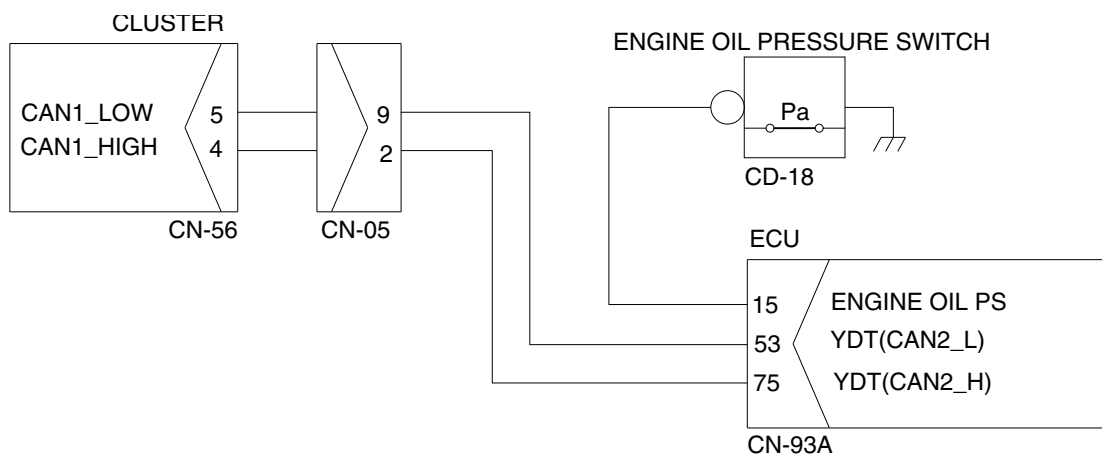 CLUSTER
CAN1_LOW 5
CAN1_HIGH 4
CN-56
9
2
CN-05
ENGINE OIL PRESSURE SWITCH
Pa
CD-18
ECU
15 ENGINE OIL PS
53 YDT(CAN2_L)
75 YDT(CAN2_H)
CN-93A